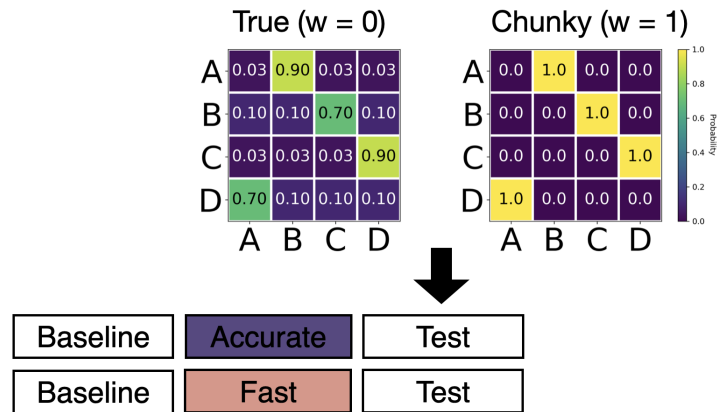 True (w = 0) Chunky (w = 1)
A 0.03 0.90 0.03 0.03 A 0.0 1.0 0.0 0.0 1.0
B 0.10 0.10 0.70 0.10 B 0.0 0.0 1.0 0.0 0.8
0.6
C 0.03 0.03 0.03 0.90 C 0.0 0.0 0.0 1.0 0.4
D 0.70 0.10 0.10 0.10 D 1.0 0.0 0.0 0.0 0.2
0.0
Probability
A B C D A B C D
Baseline Accurate Test
Baseline Fast Test